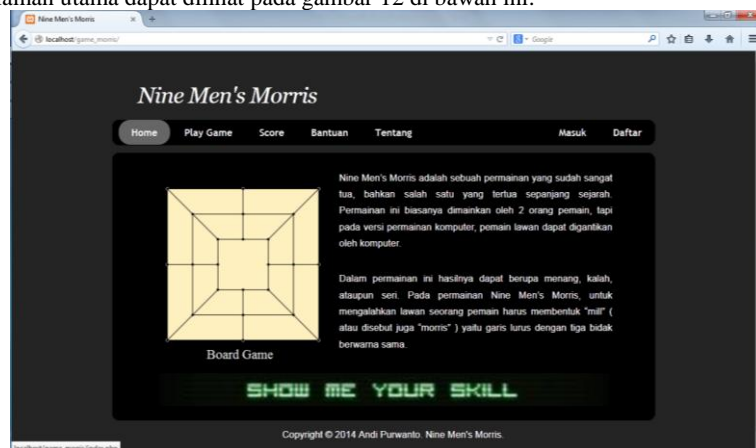 utama dapat dilihat pada gambar 12 di bawah ini:
Nine Men's Morris
localhost/game_morris/
Google
Nine Men's Morris
Home Play Game Score Bantuan Tentang Masuk Daftar
Nine Men's Morris adalah sebuah permainan yang sudah sangat
tua, bahkan salah satu yang tertua sepanjang sejarah.
Permainan ini biasanya dimainkan oleh 2 orang pemain, tapi
pada versi permainan komputer, pemain lawan dapat digantikan
oleh komputer.
Dalam permainan ini hasilnya dapat berupa menang, kalah,
ataupun seri. Pada permainan Nine Men's Morris, untuk
mengalahkan lawan seorang pemain harus membentuk "mill" (
atau disebut juga "morris" ) yaitu garis lurus dengan tiga bidak
berwarna sama.
Board Game
SHOW ME YOUR SKILL
Copyright © 2014 Andi Purwanto. Nine Men's Morris.